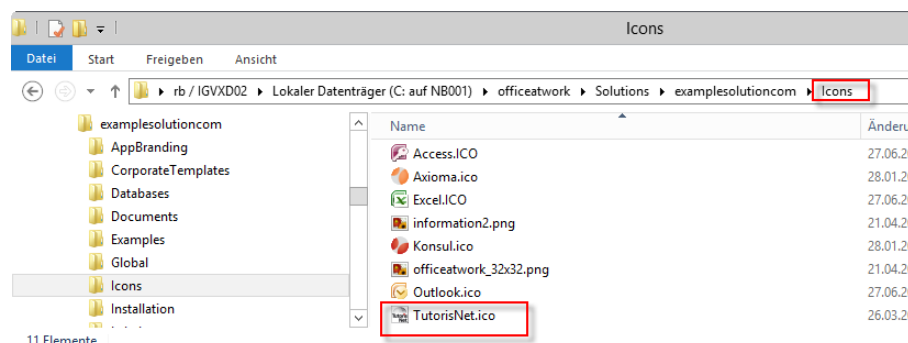 Icons
Datei Start Freigeben Ansicht
rb / IGVXD02 Lokaler Datenträger (C: auf NB001) officeatwork Solutions examplesolutioncom Icons
examplesolutioncom
AppBranding
CorporateTemplates
Databases
Documents
Examples
Global
Icons
Installation
11 Elemente
Name Änderu
Access.ICO 27.06.2
Axioma.ico 28.01.2
Excel.ICO 27.06.2
information2.png 21.04.2
Konsul.ico 28.01.2
officeatwork_32x32.png 21.04.2
Outlook.ico 27.06.2
TutorisNet.ico 26.03.2